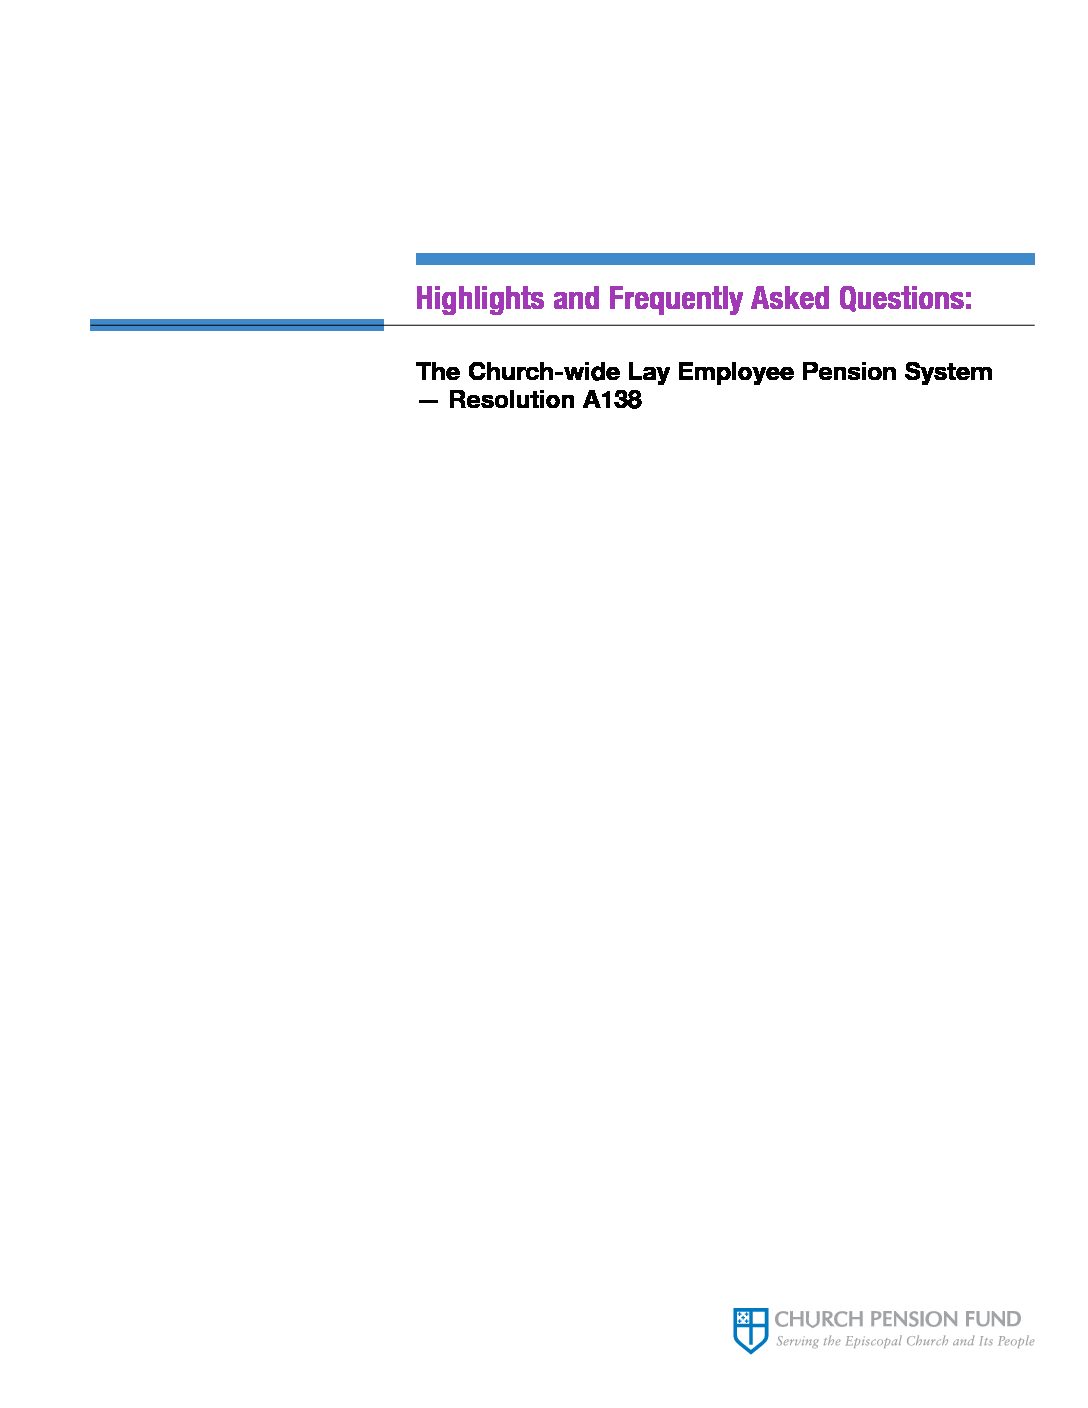 Highlights and Frequently Asked Questions:
The Church-wide Lay Employee Pension System
— Resolution A138
CHURCH PENSION FUND
Serving the Episcopal Church and Its People